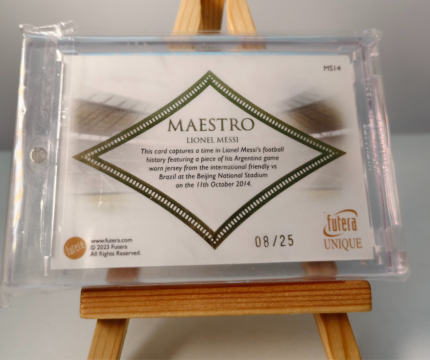 MS14
MAESTRO
LIONEL MESSI
This card captures a time in Lionel Messi's football
history featuring a piece of his Argentina game
worn jersey from the international friendly vs
Brazil at the Beijing National Stadium
on the 11th October 2014.
futera
UNIQUE
futera
www.futera.com
© 2023 Futera
All Rights Reserved.
08/25